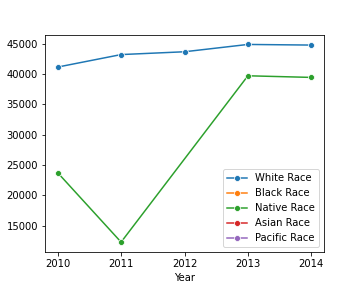 45000
40000
35000
30000
25000
20000
15000
2010 2011 2012 2013 2014
Year
White Race
Black Race
Native Race
Asian Race
Pacific Race